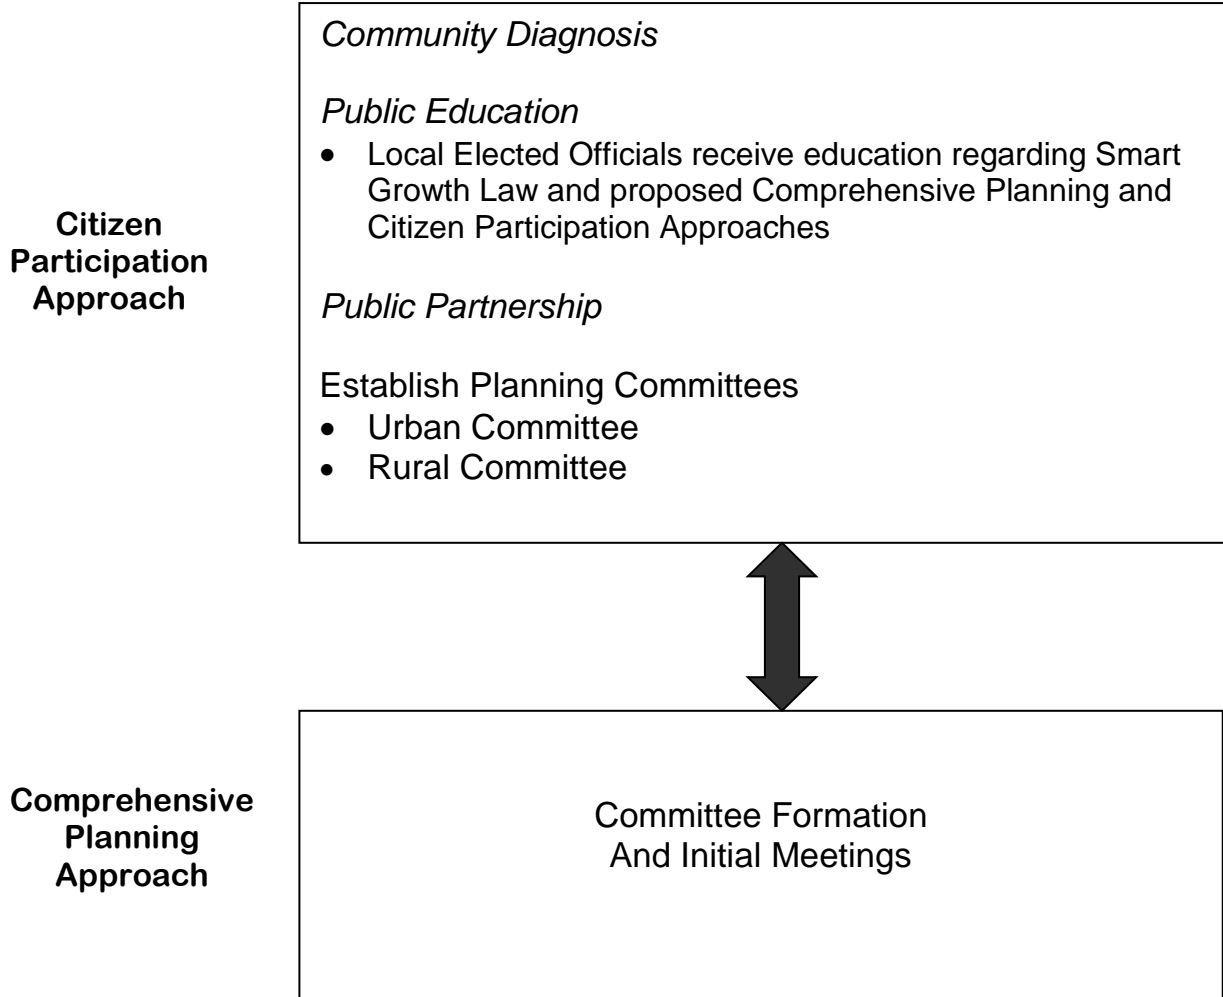 Community Diagnosis
Public Education
• Local Elected Officials receive education regarding Smart
Growth Law and proposed Comprehensive Planning and
Citizen Participation Approaches
Citizen
Participation
Approach
Public Partnership
Establish Planning Committees
• Urban Committee
• Rural Committee
Comprehensive
Planning
Approach
Committee Formation
And Initial Meetings